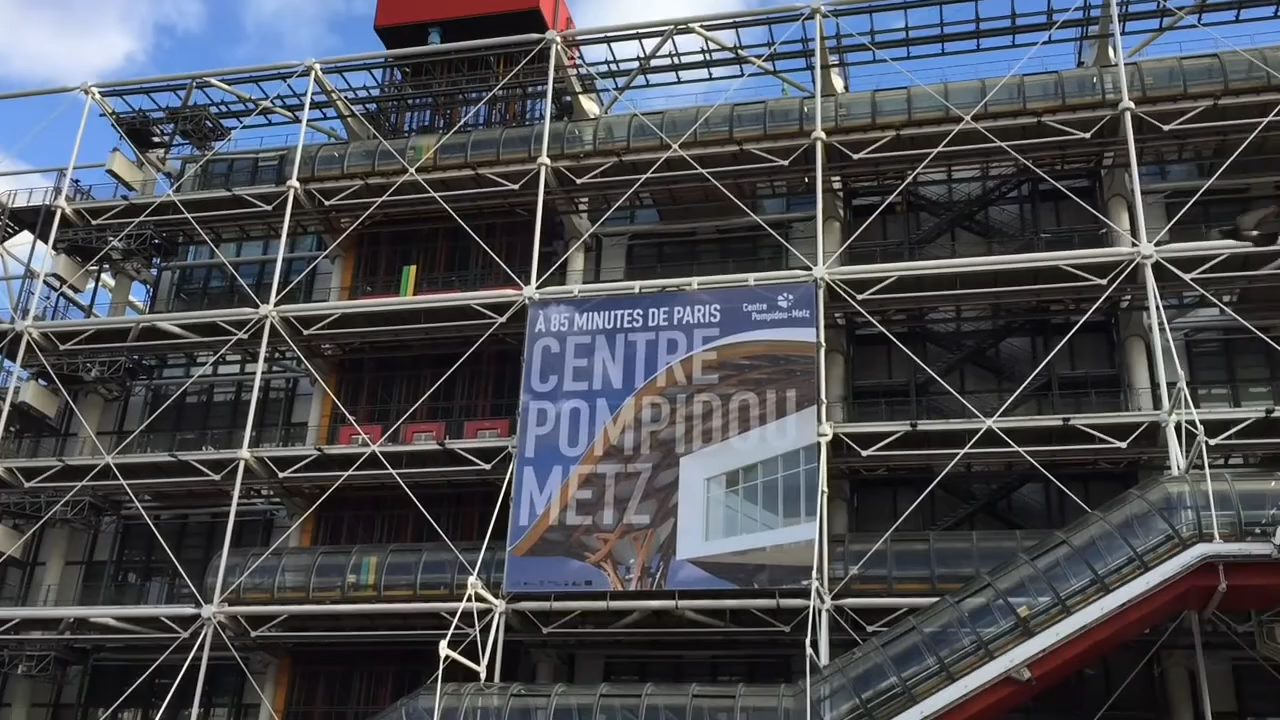 À 85 MINUTES DE PARIS
Centre
Pompidou-Metz
CENTRE
POMPIDOU
METZ